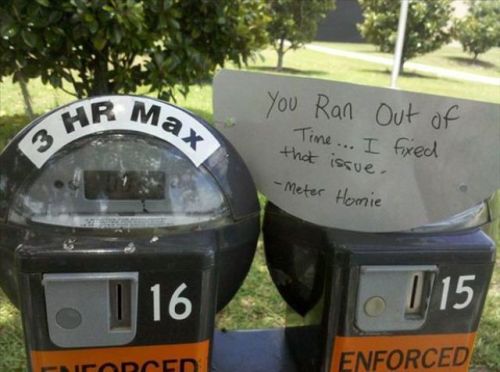 3 HR Max
You Ran Out of
Time... I fixed
that issue.
-Meter Homie
16
15
ENFORCED
ENFORCED